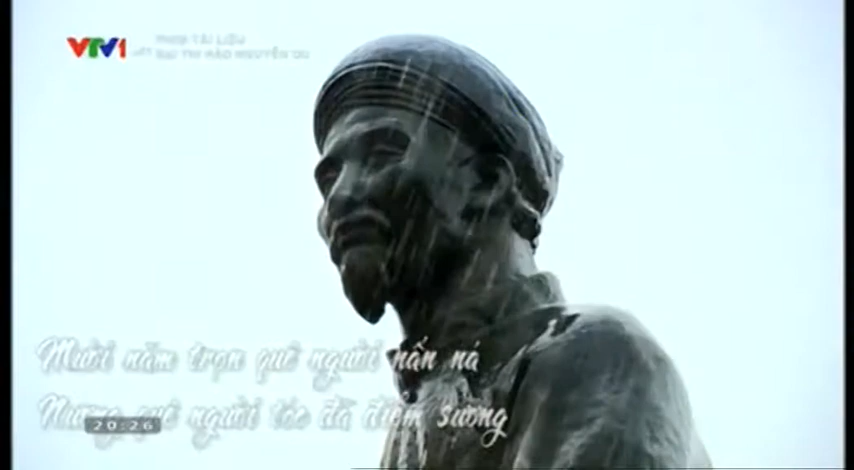 VTV1
PHIM TÀI LIỆU
ĐẠI THI HÀO NGUYỄN DU
Mười năm trọn quê người nấn ná
Nương quê người tóc đã điểm sương
20:26